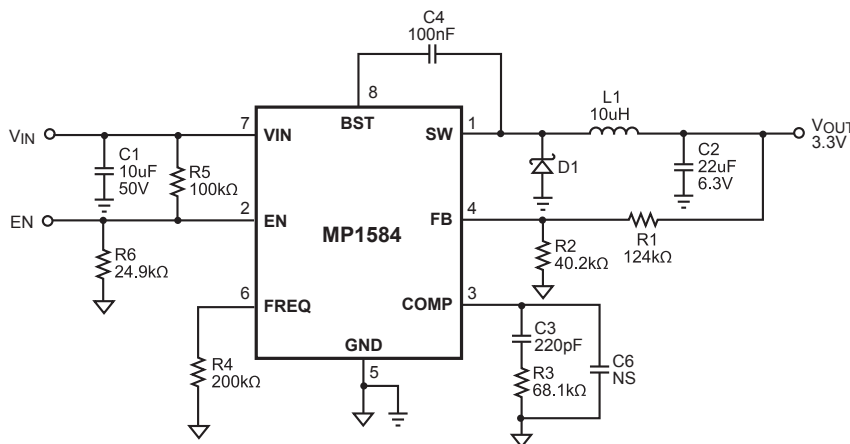 C4
100nF
8
BST
VIN
7
VIN
SW
1
L1
10uH
VOUT
3.3V
C1
10uF
50V
R5
100kΩ
D1
C2
22uF
6.3V
EN
2
EN
MP1584
FB
4
R1
124kΩ
R2
40.2kΩ
R6
24.9kΩ
6
FREQ
COMP
3
GND
5
R4
200kΩ
C3
220pF
R3
68.1kΩ
C6
NS